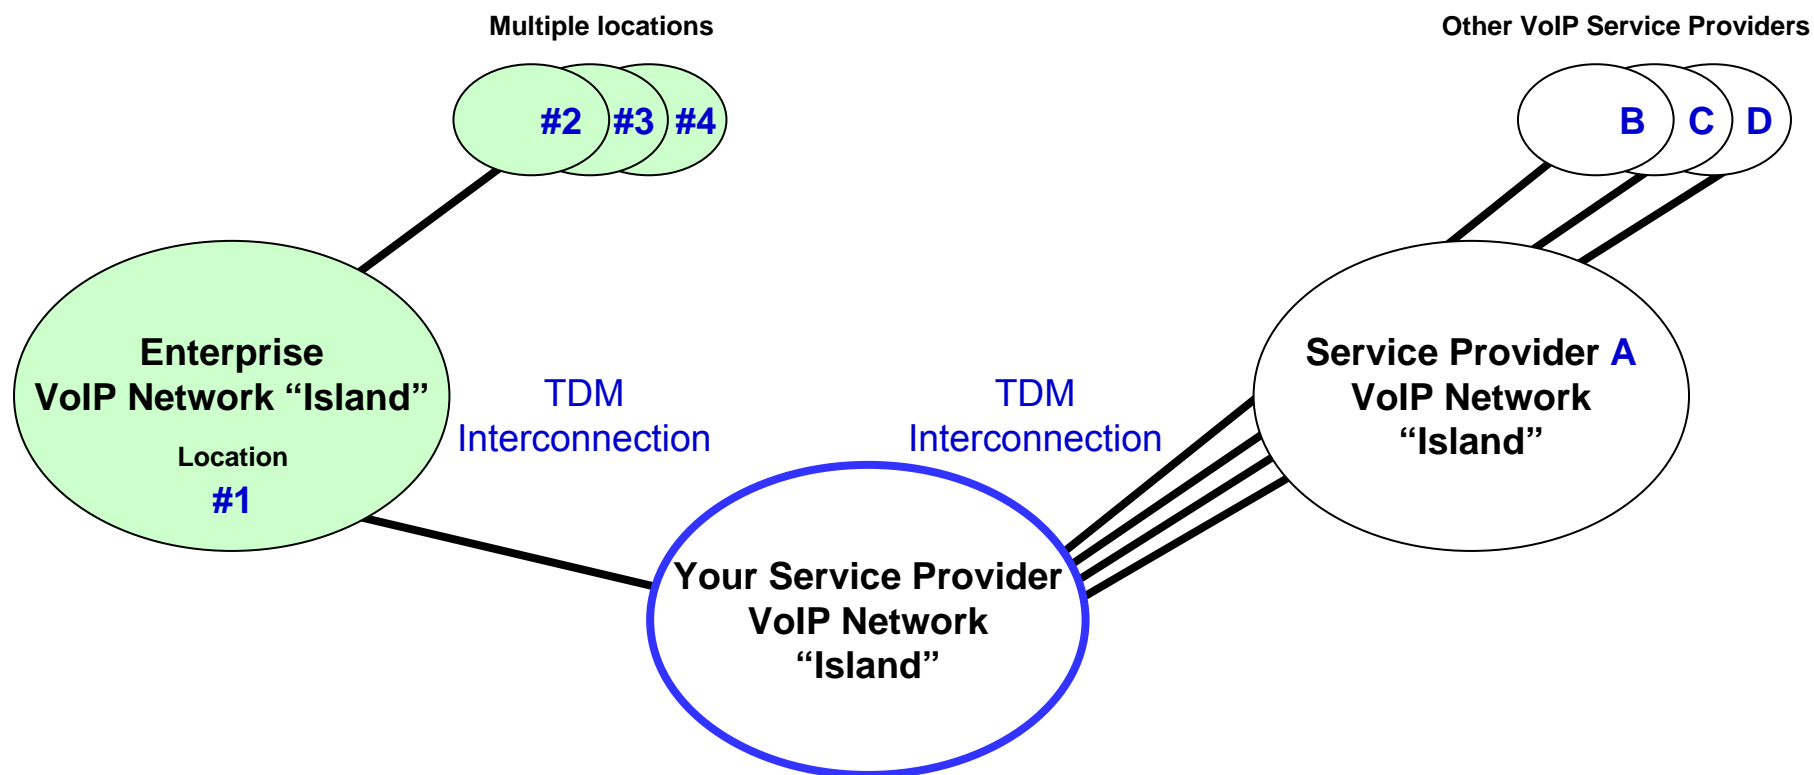 Multiple locations
Other VoIP Service Providers
#2 #3 #4
B C D
Enterprise
VoIP Network “Island”
Location
#1
TDM
Interconnection
TDM
Interconnection
Service Provider A
VoIP Network
“Island”
Your Service Provider
VoIP Network
“Island”